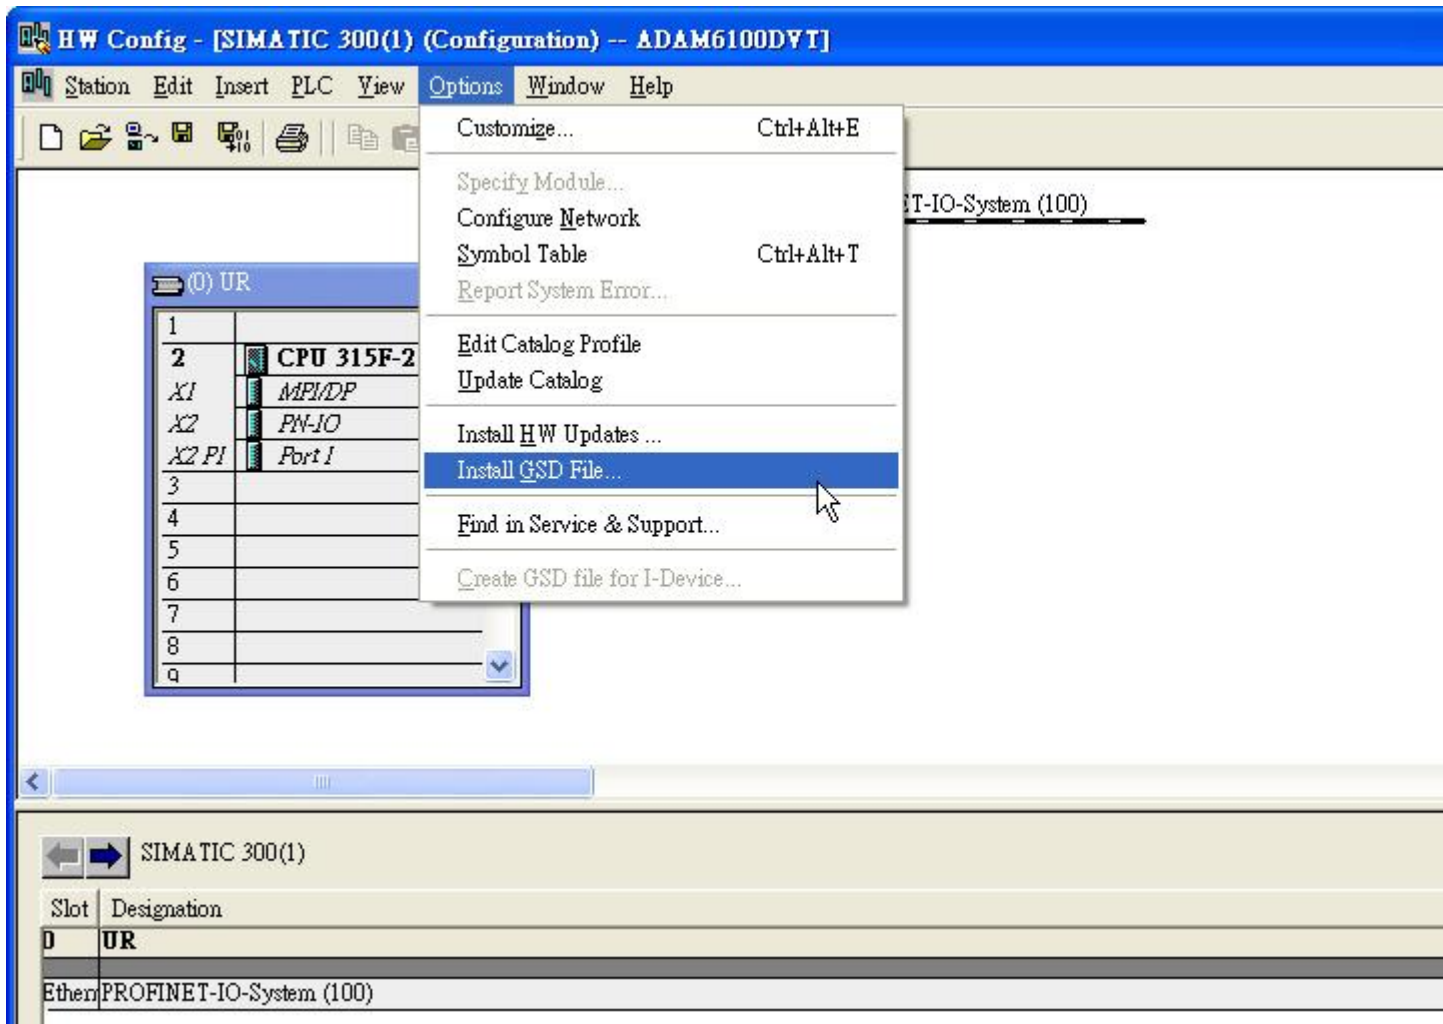 HW Config - [SIMATIC 300(1) (Configuration) -- ADAM6100DVT]
Station Edit Insert PLC View Options Window Help
Customize... Ctrl+Alt+E
Specify Module...
Configure Network
Symbol Table Ctrl+Alt+T
Report System Error...
Edit Catalog Profile
Update Catalog
Install HW Updates ...
Install GSD File...
Find in Service & Support...
Create GSD file for I-Device...
T-IO-System (100)
(0) UR
1
2 CPU 315F-2
X1 MPI/DP
X2 PN-IO
X2 P1 Port 1
3
4
5
6
7
8
9
SIMATIC 300(1)
Slot Designation
0 UR
Ethern PROFINET-IO-System (100)